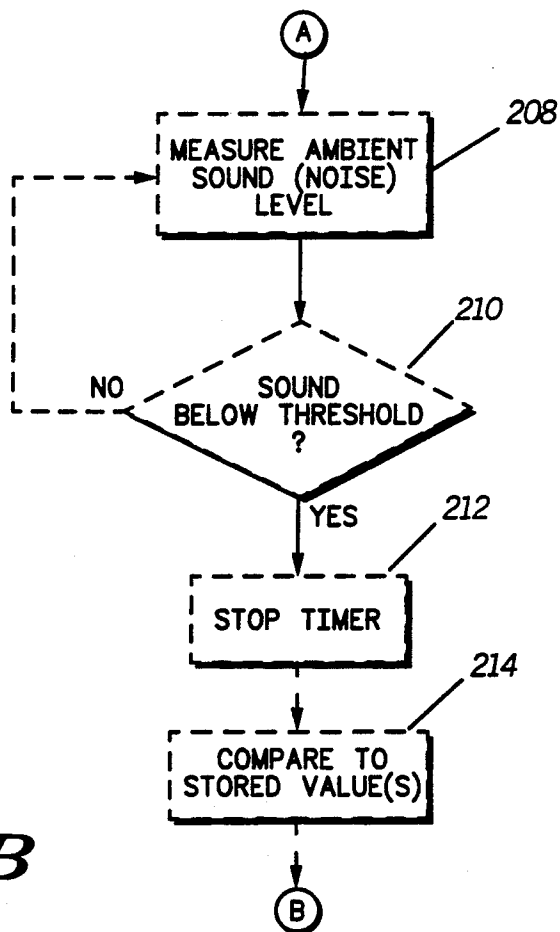 A
208
MEASURE AMBIENT
SOUND (NOISE)
LEVEL
210
NO
SOUND
BELOW THRESHOLD
?
YES
212
STOP TIMER
214
COMPARE TO
STORED VALUE(S)
B
B